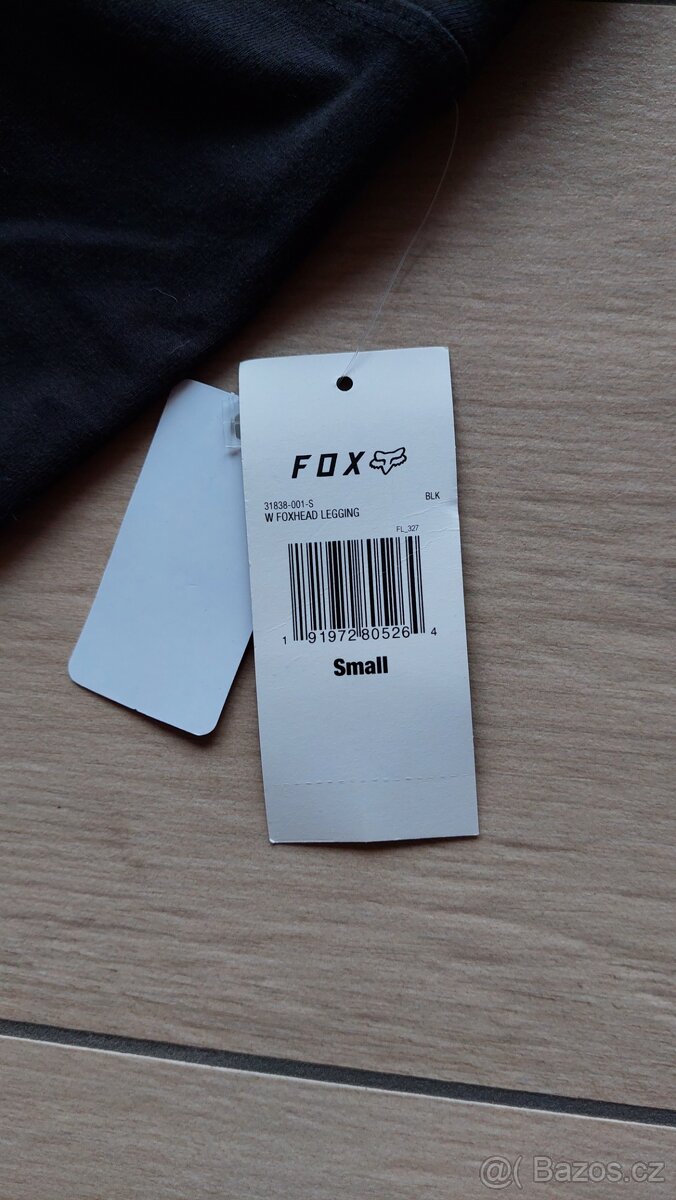 FOX
31838-001-S BLK
W FOXHEAD LEGGING
FL_327
1 91972 80526 4
Small
@( Bazos.cz